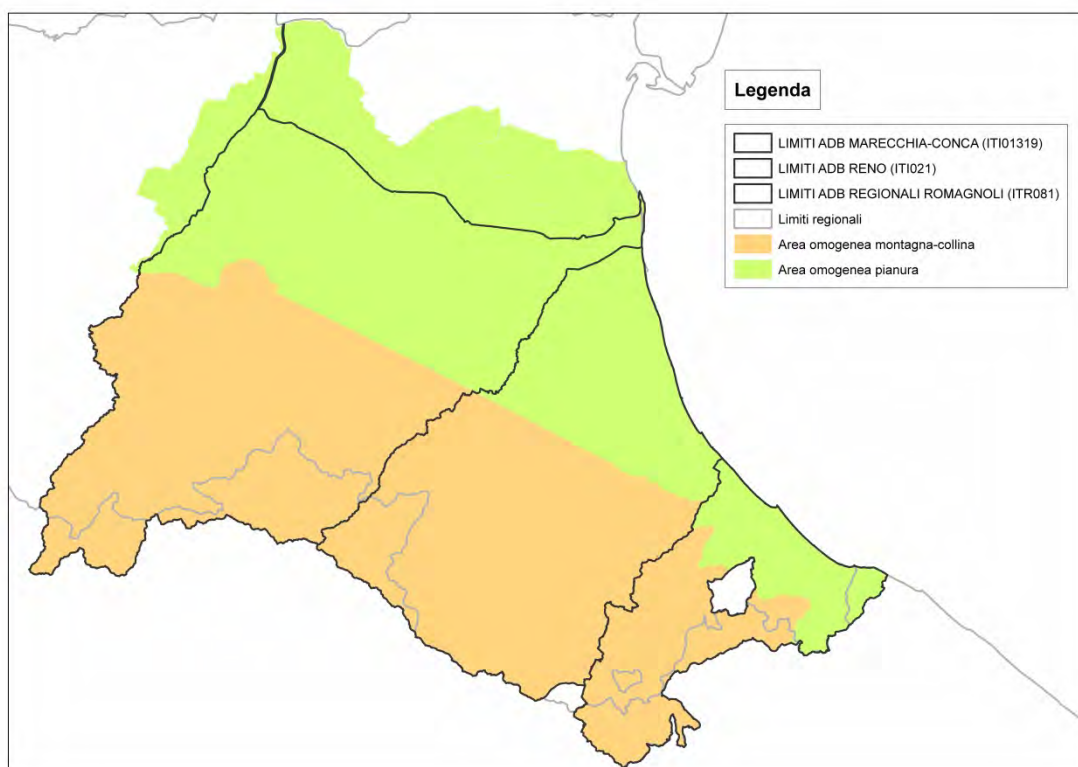 Legenda
LIMITI ADB MARECCHIA-CONCA (ITI01319)
LIMITI ADB RENO (ITI021)
LIMITI ADB REGIONALI ROMAGNOLI (ITR081)
Limiti regionali
Area omogenea montagna-collina
Area omogenea pianura